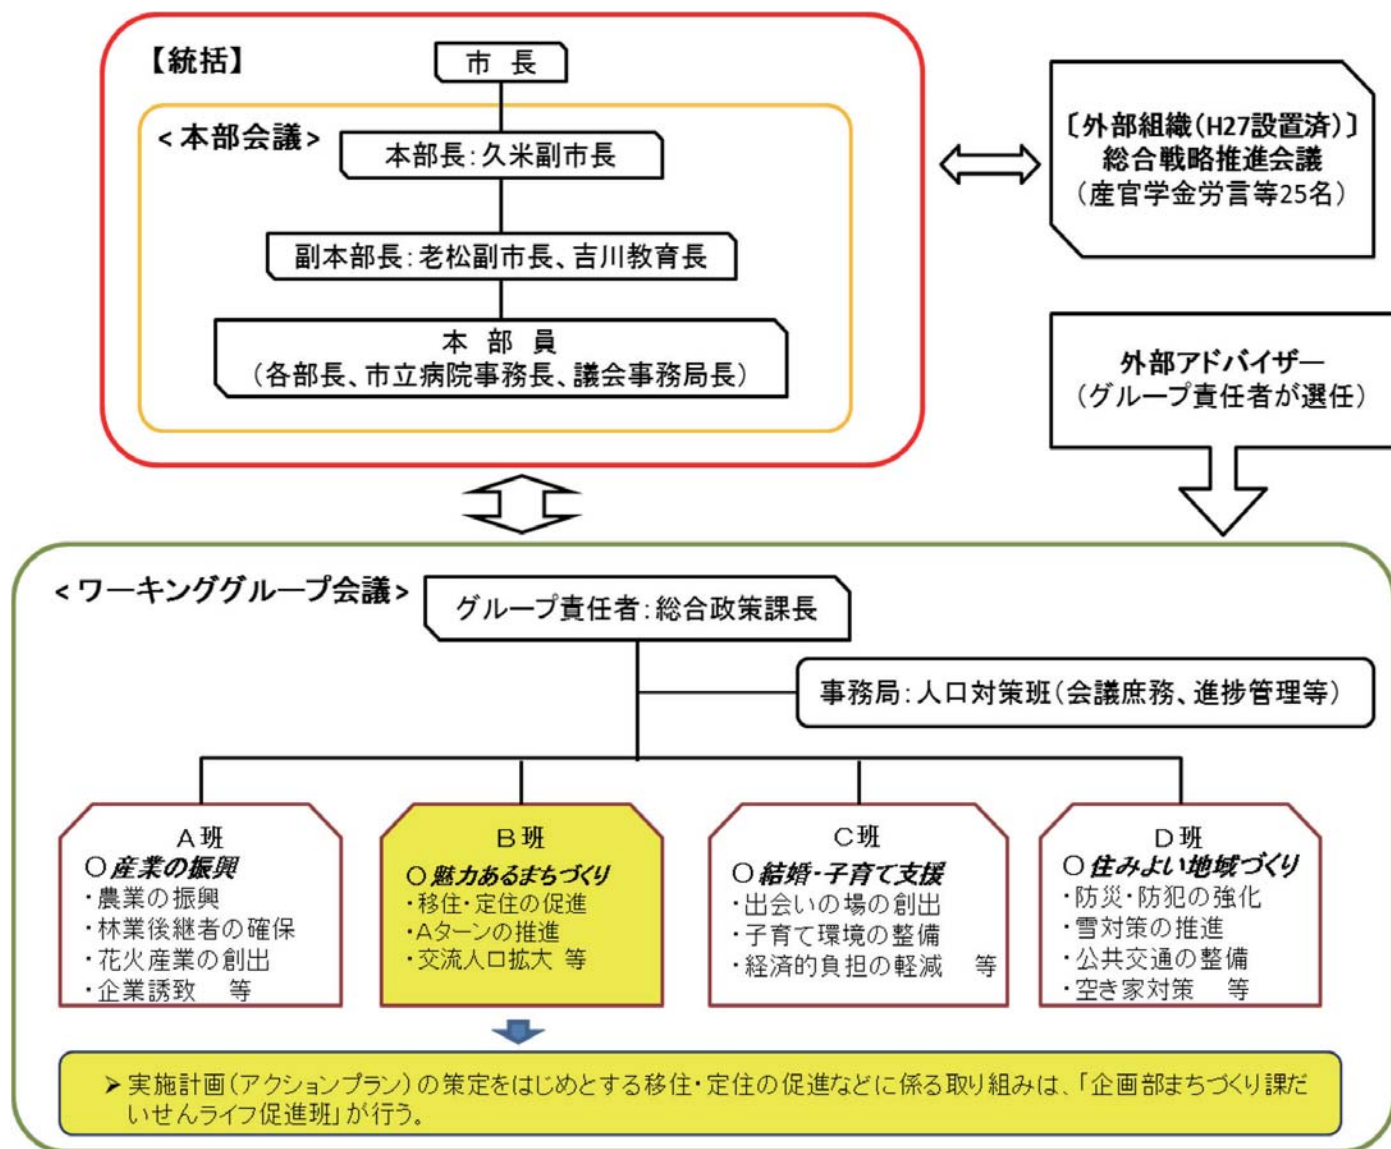 【統括】
市 長
<本部会議>
本部長:久米副市長
副本部長:老松副市長、吉川教育長
本 部 員
(各部長、市立病院事務長、議会事務局長)
〔外部組織(H27設置済)〕
総合戦略推進会議
(産官学金労言等25名)
外部アドバイザー
(グループ責任者が選任)
<ワーキンググループ会議>
グループ責任者:総合政策課長
事務局:人口対策班(会議庶務、進捗管理等)
A班
○産業の振興
・農業の振興
・林業後継者の確保
・花火産業の創出
・企業誘致 等
B班
○魅力あるまちづくり
・移住・定住の促進
・Aターンの推進
・交流人口拡大 等
C班
○結婚・子育て支援
・出会いの場の創出
・子育て環境の整備
・経済的負担の軽減 等
D班
○住みよい地域づくり
・防災・防犯の強化
・雪対策の推進
・公共交通の整備
・空き家対策 等
➢ 実施計画(アクションプラン)の策定をはじめとする移住・定住の促進などに係る取り組みは、「企画部まちづくり課だ
いせんライフ促進班」が行う。